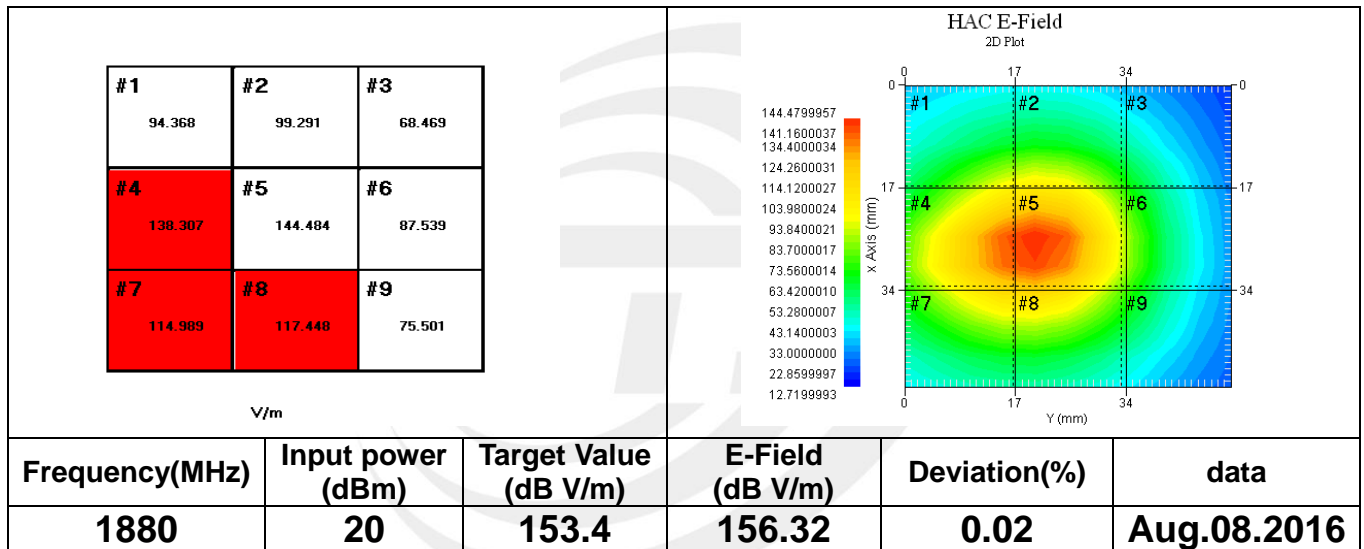 #1 #2 #3
94.368 99.291 68.469
#4 #5 #6
138.307 144.484 87.539
#7 #8 #9
114.989 117.448 75.501
V/m
HAC E-Field
2D Plot
0 17 34
0 0
#1 #2 #3
17 17
#4 #5 #6
34 34
#7 #8 #9
0 17 34
x Axis (mm)
Y (mm)
144.4799957
141.1600037
134.4000034
124.2600031
114.1200027
103.9800024
93.8400021
83.7000017
73.5600014
63.4200010
53.2800007
43.1400003
33.0000000
22.8599997
12.7199993
Frequency(MHz) Input power (dBm) Target Value (dB V/m) E-Field (dB V/m) Deviation(%) data
1880 20 153.4 156.32 0.02 Aug.08.2016